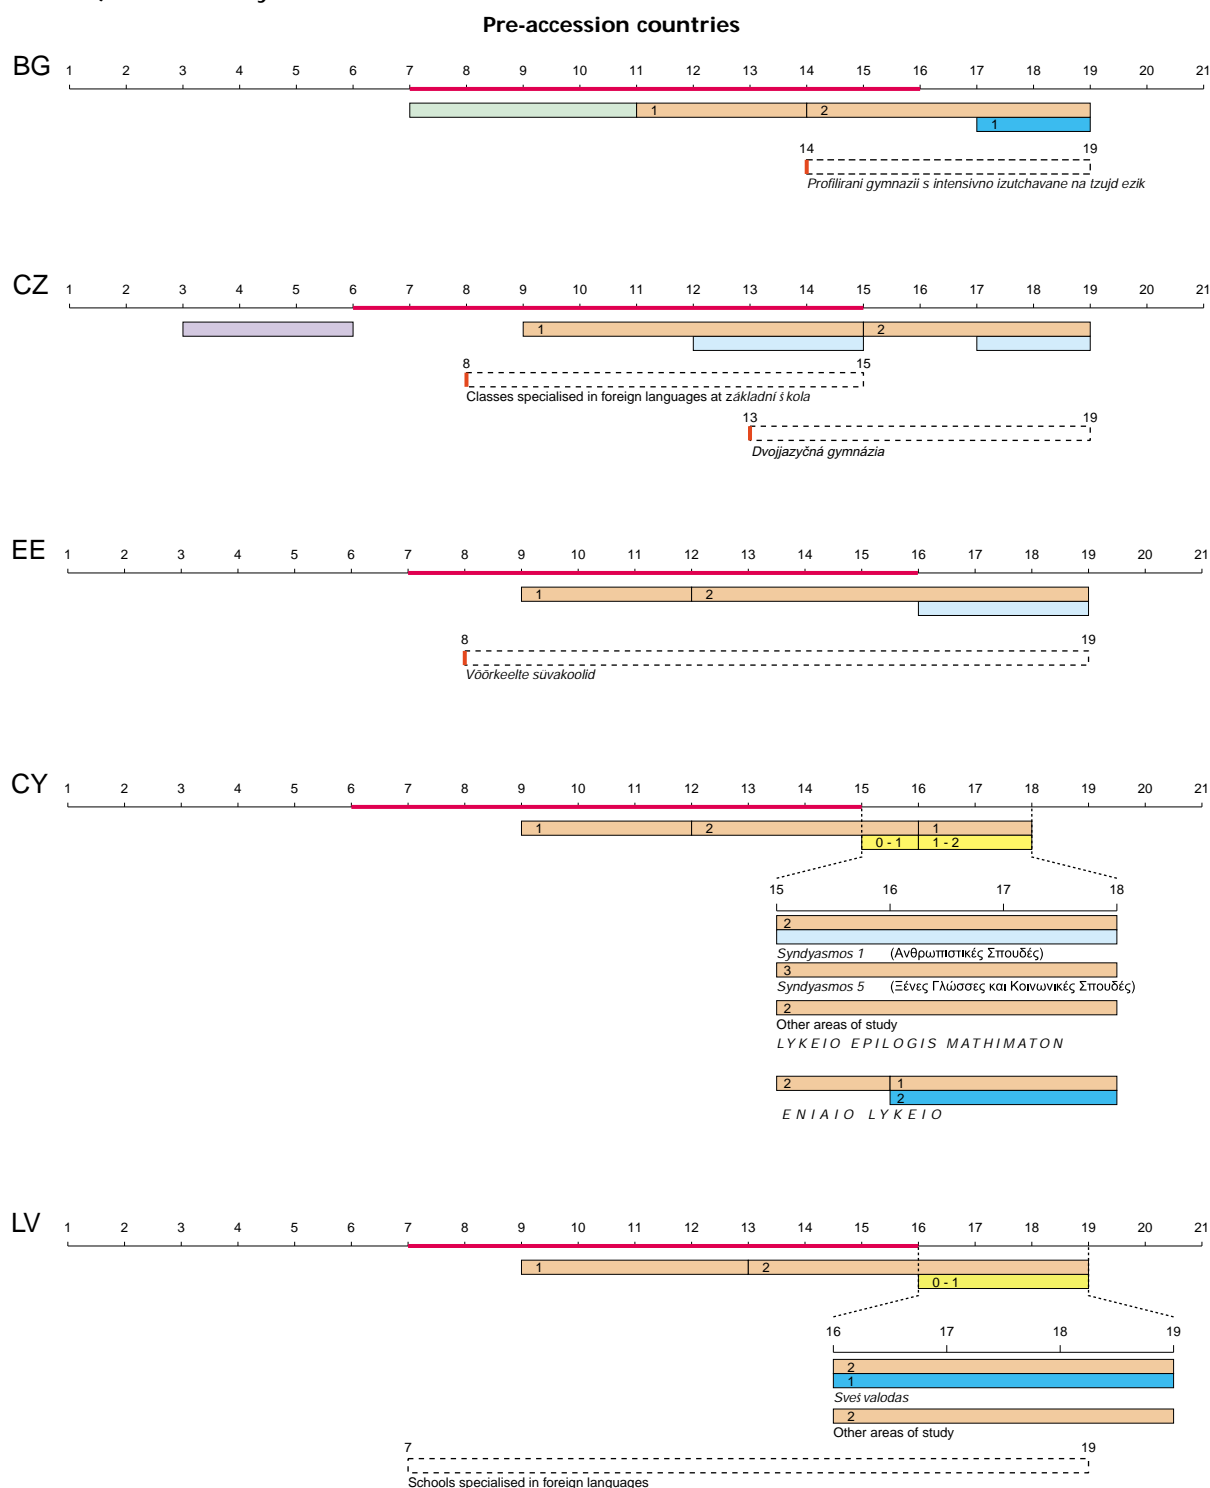 Pre-accession countries
BG
1 2 3 4 5 6 7 8 9 10 11 12 13 14 15 16 17 18 19 20 21
1 2
1
14 19
Profilirani gymnazii s intensivno izutchavane na tzujd ezik
CZ
1 2 3 4 5 6 7 8 9 10 11 12 13 14 15 16 17 18 19 20 21
1 2
8 15
Classes specialised in foreign languages at základní škola
13 19
Dvojjazyčná gymnázia
EE
1 2 3 4 5 6 7 8 9 10 11 12 13 14 15 16 17 18 19 20 21
1 2
8 19
Vöörkeelte süvakoolid
CY
1 2 3 4 5 6 7 8 9 10 11 12 13 14 15 16 17 18 19 20 21
1 2 1
0 - 1 1 - 2
15 16 17 18
2
Syndyasmos 1 (Ανθρωπιστικές Σπουδές)
3
Syndyasmos 5 (Ξένες Γλώσσες και Κοινωνικές Σπουδές)
2
Other areas of study
LYKEIO EPILOGIS MATHIMATON
2 1
2
ENIAIO LYKEIO
LV
1 2 3 4 5 6 7 8 9 10 11 12 13 14 15 16 17 18 19 20 21
1 2
0 - 1
16 17 18 19
2
1
Svešvalodas
2
Other areas of study
7 19
Schools specialised in foreign languages